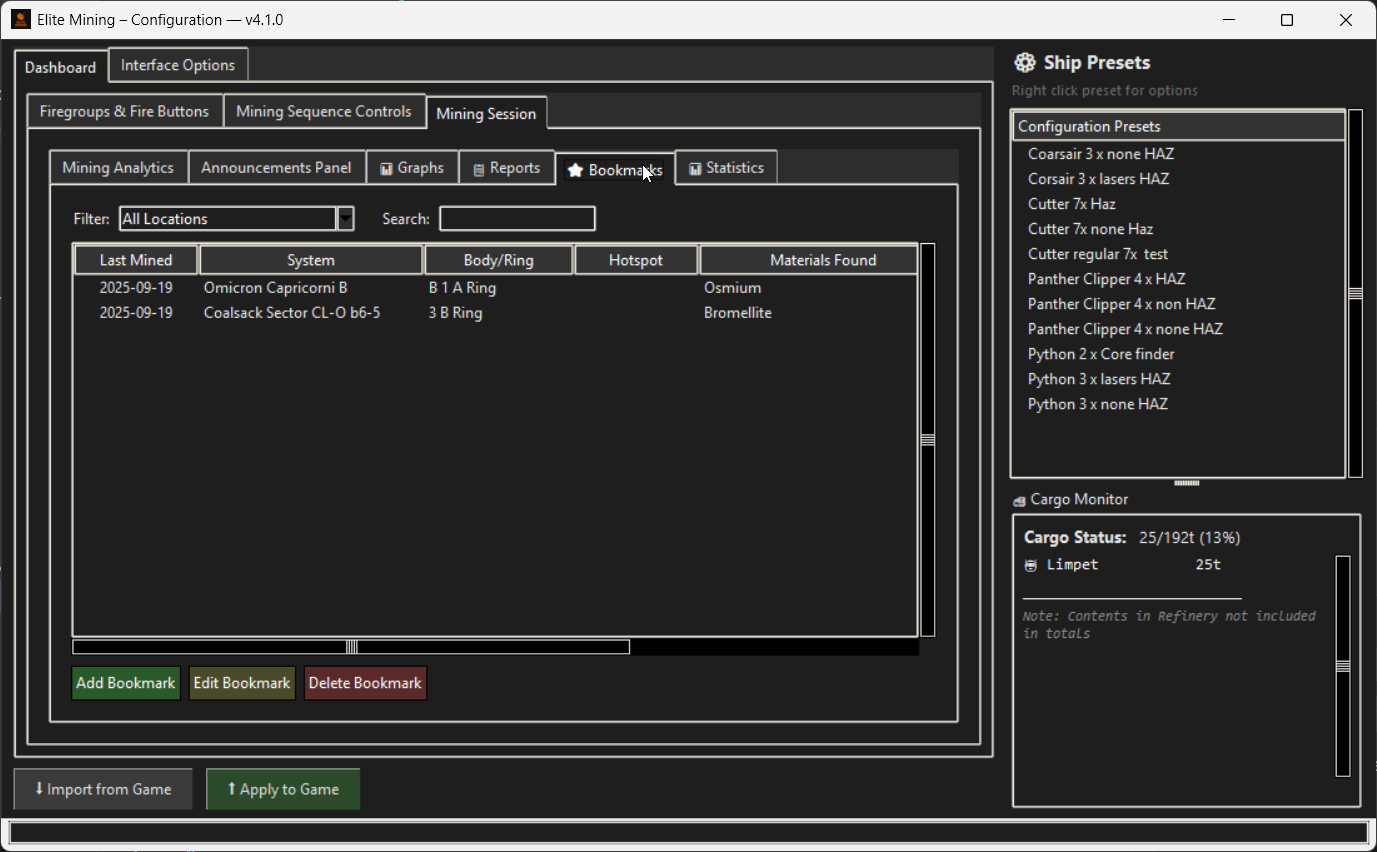 Elite Mining – Configuration — v4.1.0
Dashboard
Interface Options
Firegroups & Fire Buttons
Mining Sequence Controls
Mining Session
Mining Analytics
Announcements Panel
Graphs
Reports
Bookmarks
Statistics
Filter:
All Locations
Search:
Last Mined
System
Body/Ring
Hotspot
Materials Found
2025-09-19
Omicron Capricorni B
B 1 A Ring
Osmium
2025-09-19
Coalsack Sector CL-O b6-5
3 B Ring
Bromellite
Add Bookmark
Edit Bookmark
Delete Bookmark
Import from Game
Apply to Game
Ship Presets
Right click preset for options
Configuration Presets
Coarsair 3 x none HAZ
Corsair 3 x lasers HAZ
Cutter 7x Haz
Cutter 7x none Haz
Cutter regular 7x  test
Panther Clipper 4 x HAZ
Panther Clipper 4 x non HAZ
Panther Clipper 4 x none HAZ
Python 2 x Core finder
Python 3 x lasers HAZ
Python 3 x none HAZ
Cargo Monitor
Cargo Status: 25/192t (13%)
Limpet 25t
Note: Contents in Refinery not included
in totals